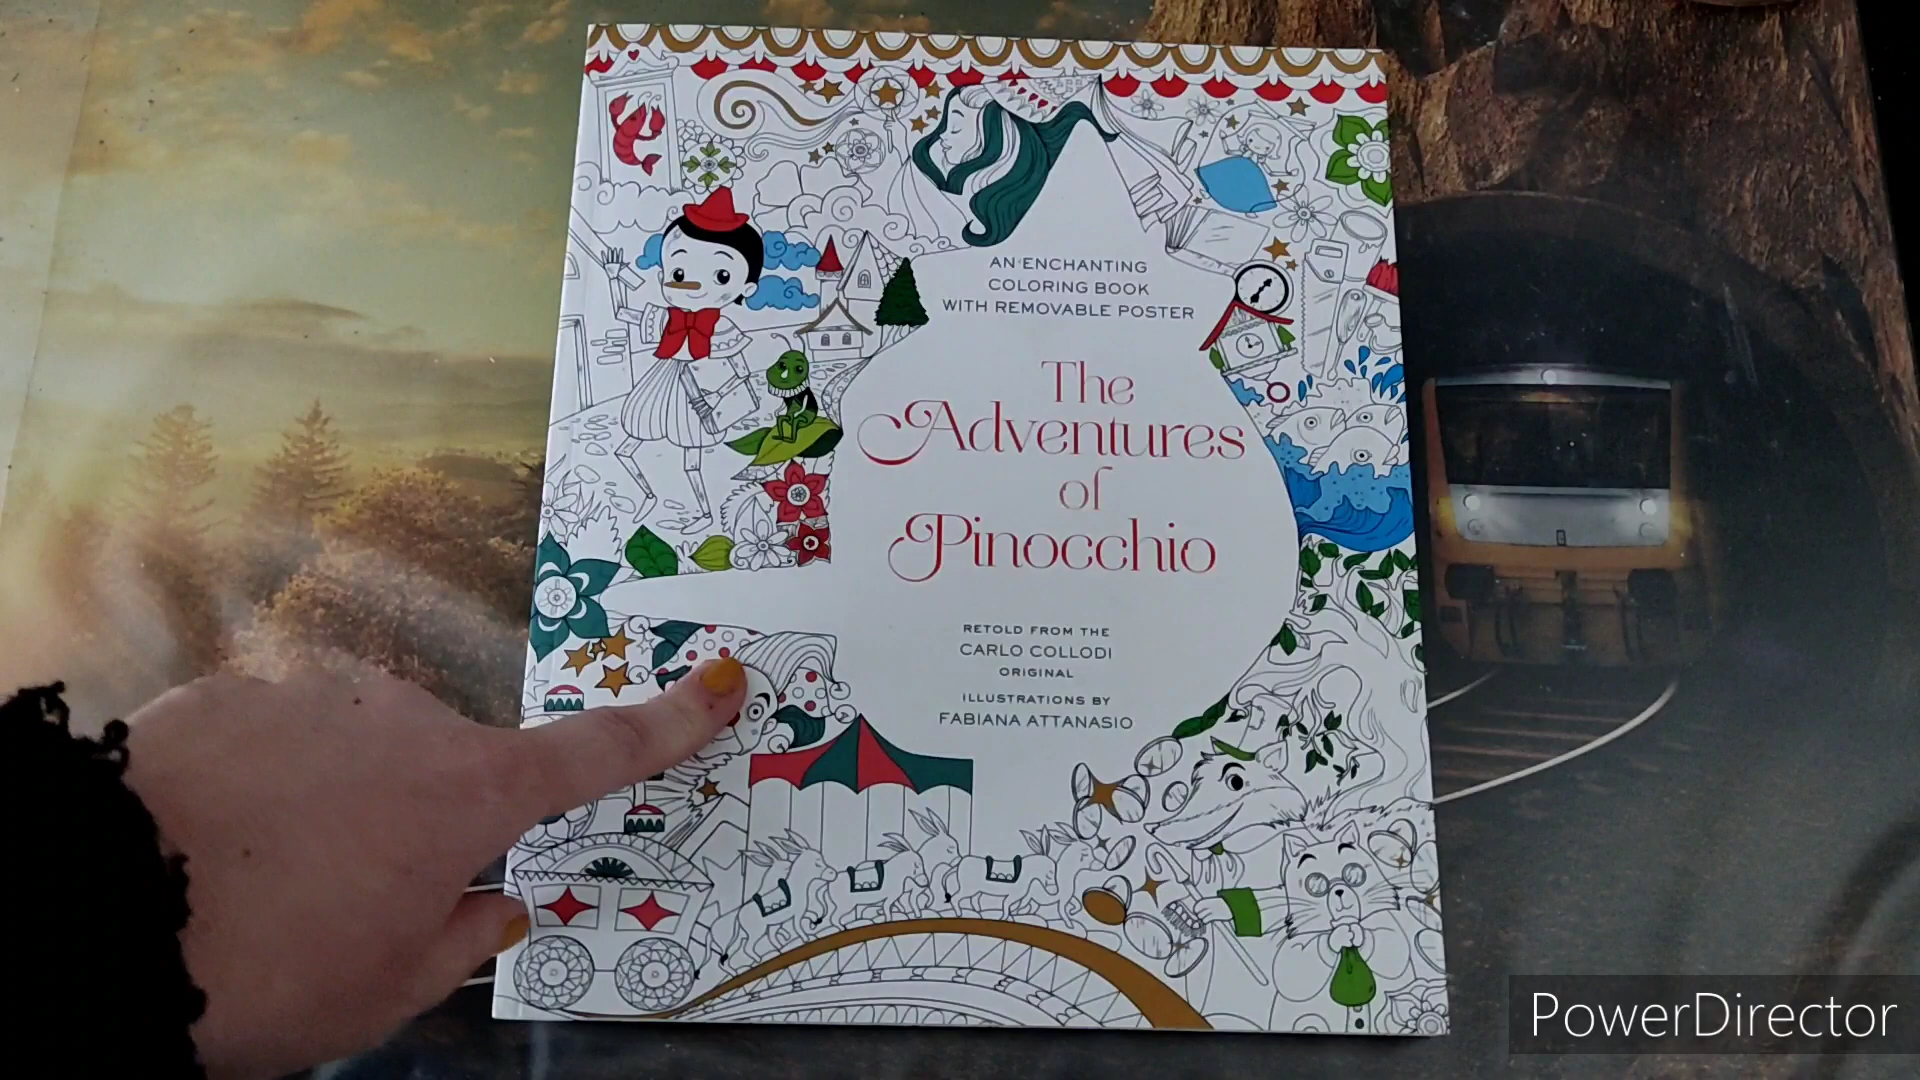 AN ENCHANTING
COLORING BOOK
WITH REMOVABLE POSTER
The
Adventures
of
Pinocchio
RETOLD FROM THE
CARLO COLLODI
ORIGINAL
ILLUSTRATIONS BY
FABIANA ATTANASIO
PowerDirector